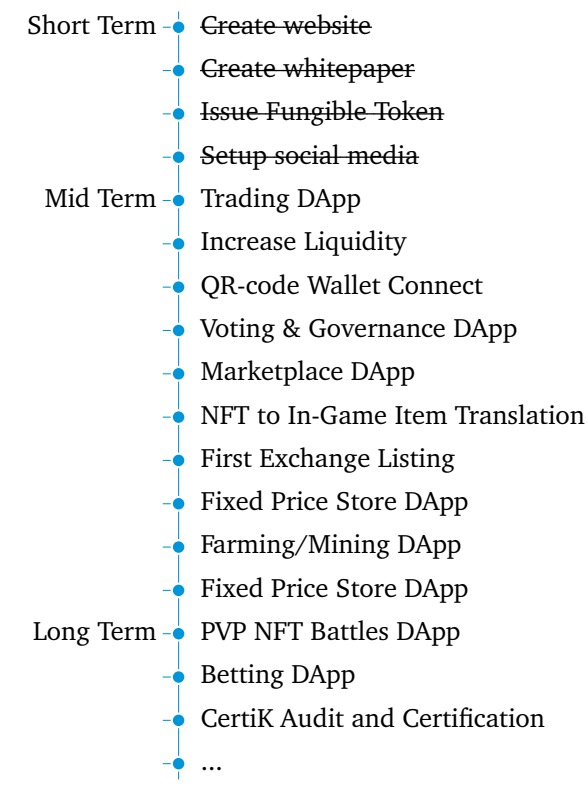 Short Term Create website
Create whitepaper
Issue Fungible Token
Setup social media
Mid Term Trading DApp
Increase Liquidity
QR-code Wallet Connect
Voting & Governance DApp
Marketplace DApp
NFT to In-Game Item Translation
First Exchange Listing
Fixed Price Store DApp
Farming/Mining DApp
Fixed Price Store DApp
Long Term PVP NFT Battles DApp
Betting DApp
CertiK Audit and Certification
...